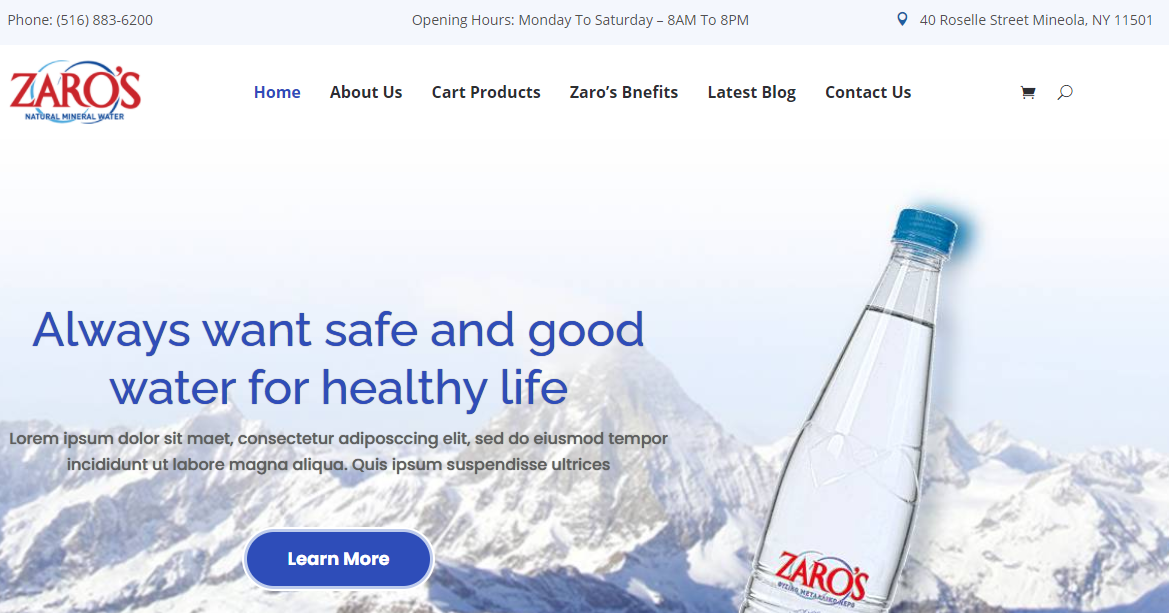 Phone: (516) 883-6200
Opening Hours: Monday To Saturday – 8AM To 8PM
40 Roselle Street Mineola, NY 11501
ZARO'S
NATURAL MINERAL WATER
Home
About Us
Cart Products
Zaro’s Bnefits
Latest Blog
Contact Us
Always want safe and good
water for healthy life
Lorem ipsum dolor sit maet, consectetur adiposccing elit, sed do eiusmod tempor
incididunt ut labore magna aliqua. Quis ipsum suspendisse ultrices
Learn More
ZARO'S